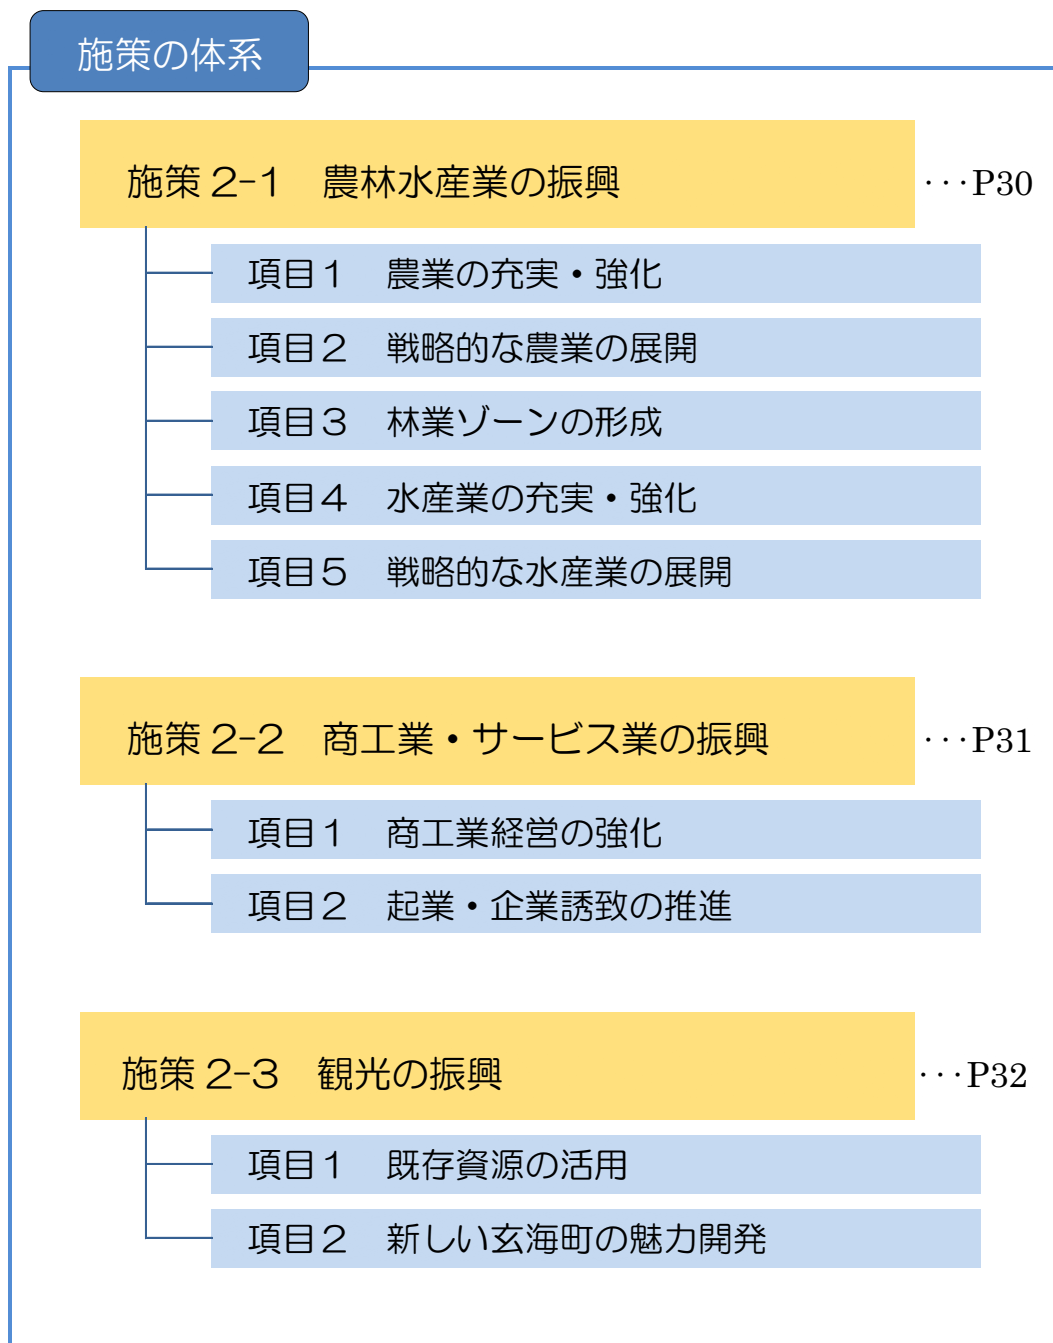 施策の体系
施策 2-1　農林水産業の振興　···P30
項目１　農業の充実・強化
項目２　戦略的な農業の展開
項目３　林業ゾーンの形成
項目４　水産業の充実・強化
項目５　戦略的な水産業の展開
施策 2-2　商工業・サービス業の振興　···P31
項目１　商工業経営の強化
項目２　起業・企業誘致の推進
施策 2-3　観光の振興　···P32
項目１　既存資源の活用
項目２　新しい玄海町の魅力開発